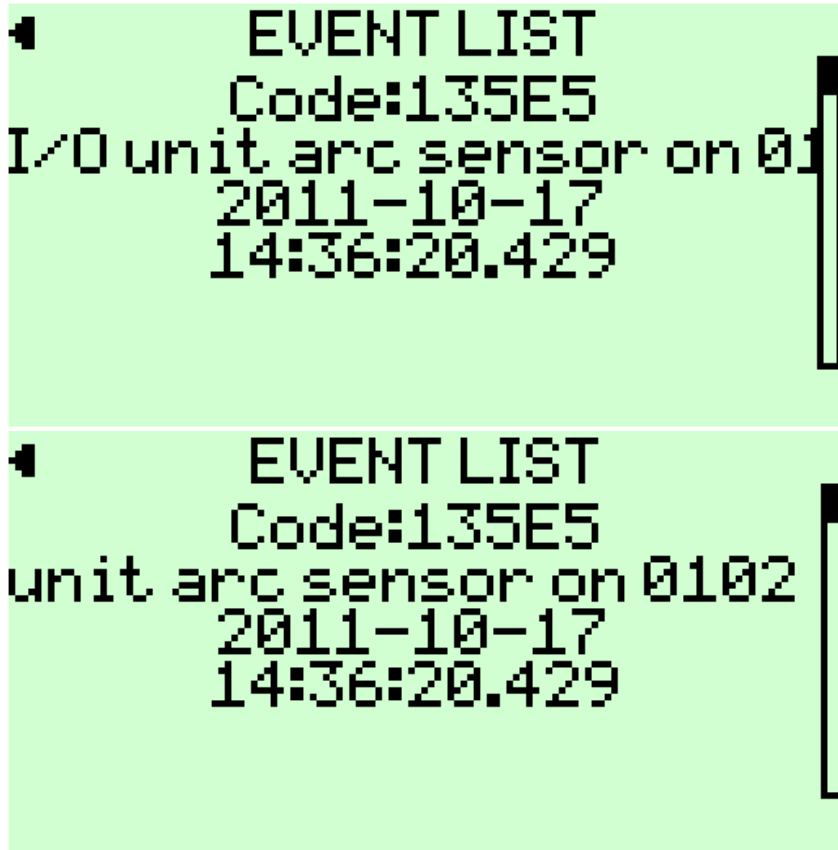 EVENT LIST
Code:135E5
I/O unit arc sensor on 01
2011-10-17
14:36:20.429
EVENT LIST
Code:135E5
unit arc sensor on 0102
2011-10-17
14:36:20.429